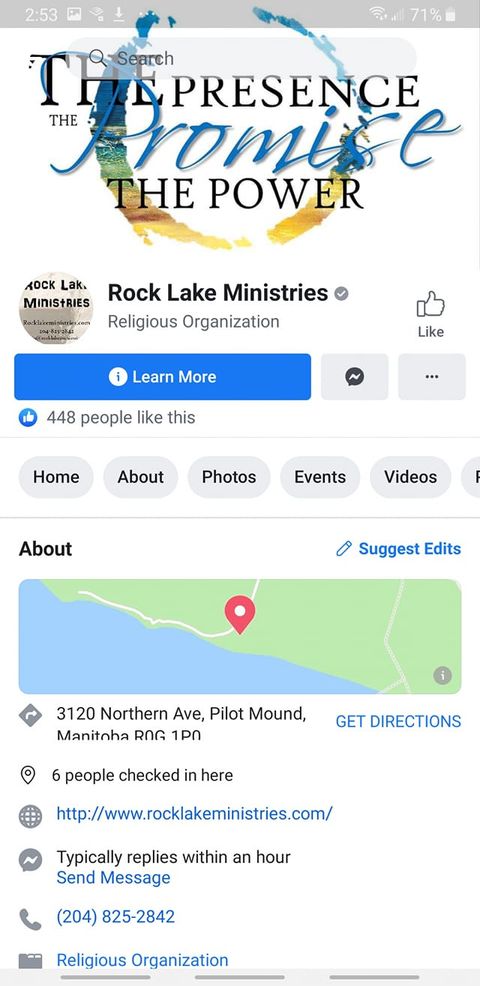 2:53
71%
Search
THE PRESENCE
THE Promise
THE POWER
Rock Lake
Ministries
Rocklakeministries.com
204-825-2842
Rock Lake Ministries
Religious Organization
Like
Learn More
448 people like this
Home
About
Photos
Events
Videos
About
Suggest Edits
3120 Northern Ave, Pilot Mound,
Manitoba R0G 1P0
GET DIRECTIONS
6 people checked in here
http://www.rocklakeministries.com/
Typically replies within an hour
Send Message
(204) 825-2842
Religious Organization